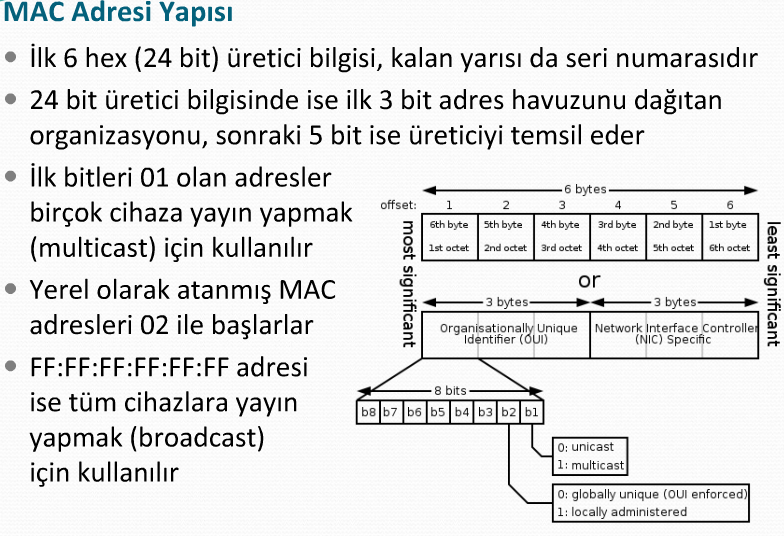 MAC Adresi Yapısı
İlk 6 hex (24 bit) üretici bilgisi, kalan yarısı da seri numarasıdır
24 bit üretici bilgisinde ise ilk 3 bit adres havuzunu dağıtan
organizasyonu, sonraki 5 bit ise üreticiyi temsil eder
İlk bitleri 01 olan adresler
birçok cihaza yayın yapmak
(multicast) için kullanılır
Yerel olarak atanmış MAC
adresleri 02 ile başlarlar
FF:FF:FF:FF:FF:FF adresi
ise tüm cihazlara yayın
yapmak (broadcast)
için kullanılır
6 bytes
offset: 1 2 3 4 5 6
6th byte 5th byte 4th byte 3rd byte 2nd byte 1st byte
1st octet 2nd octet 3rd octet 4th octet 5th octet 6th octet
most significant
least significant
or
3 bytes 3 bytes
Organisationally Unique
Identifier (OUI)
Network Interface Controller
(NIC) Specific
8 bits
b8 b7 b6 b5 b4 b3 b2 b1
0: unicast
1: multicast
0: globally unique (OUI enforced)
1: locally administered